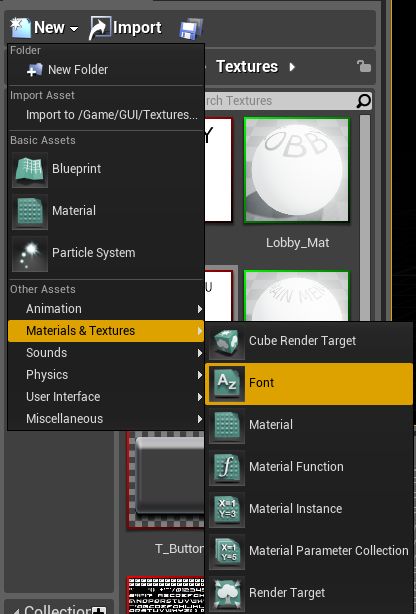 New Import
Folder
New Folder
Textures
Import Asset
Import to /Game/GUI/Textures...
rch Textures
Basic Assets
Blueprint
Material
Particle System
Lobby_Mat
Other Assets
Animation
Materials & Textures
Sounds
Physics
User Interface
Miscellaneous
Cube Render Target
Font
Material
Material Function
Material Instance
Material Parameter Collection
Render Target
T_Button
Collections